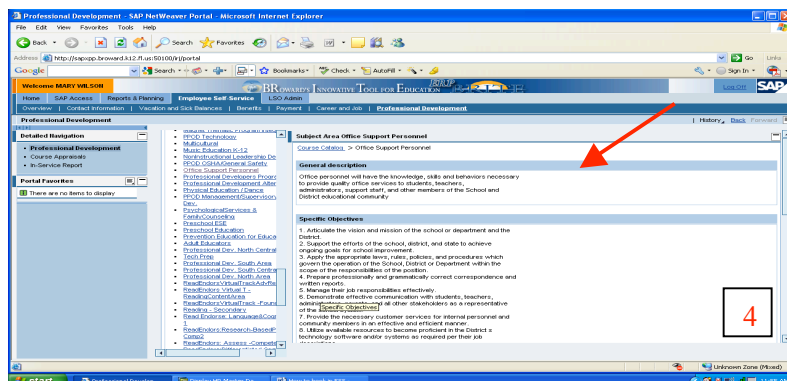 Professional Development - SAP NetWeaver Portal - Microsoft Internet Explorer
File Edit View Favorites Tools Help
Back Search Favorites
Address http://sapxpp.broward.k12.fl.us:50100/irj/portal Go Links
Google Search Bookmarks Check AutoFill Sign In
Welcome MARY WILSON BROWARD'S INNOVATIVE TOOL FOR EDUCATION Log Off SAP
Home SAP Access Reports & Planning Employee Self Service LSO Admin
Overview | Contact Information | Vacation and Sick Balances | Benefits | Payment | Career and Job | Professional Development
Professional Development | History, Back Forward
Detailed Navigation
Professional Development
Course Appraisals
In-Service Report
Portal Favorites
There are no items to display
PPOD Technology
Multicultural
Music Education K-12
NonInstructional Leadership De
PPOD OSHA/General Safety
Office Support Personnel
Professional Developers Progra
Professional Development Alter
Physical Education / Dance
PPOD Management/Supervisory
Dev.
PsychologicalServices &
FamilyCounseling
Preschool ESE
Preschool Education
Prevention Education for Educa
Adult Educators
Professional Dev. North Central
Tech Prep
Professional Dev. South Area
Professional Dev. South Centra
Professional Dev. North Area
ReadEndorsVirtualTrackAdvRe
ReadEndors Virtual T -
ReadingContentArea
ReadEndorsVirtualTrack -Foun
Reading - Secondary
Read Endorse: Language&Cogn
1
ReadEndors:Research-BasedP
Comp2
ReadEndors: Assess -Compete
Subject Area Office Support Personnel
Course Catalog > Office Support Personnel
General description
Office personnel will have the knowledge, skills and behaviors necessary
to provide quality office services to students, teachers,
administrators, support staff, and other members of the School and
District educational community
Specific Objectives
1. Articulate the vision and mission of the school or department and the
District.
2. Support the efforts of the school, district, and state to achieve
ongoing goals for school improvement.
3. Apply the appropriate laws, rules, policies, and procedures which
govern the operation of the School, District or Department within the
scope of the responsibilities of the position.
4. Prepare professionally and grammatically correct correspondence and
written reports.
5. Manage their job responsibilities effectively.
6. Demonstrate effective communication with students, teachers,
and all other stakeholders as a representative
of the
Specific Objectives
7. Provide the necessary customer services for internal personnel and
community members in an effective and efficient manner.
8. Utilize available resources to become proficient in the District s
technology software and/or systems as required per their job
4
Unknown Zone (Mixed)
start